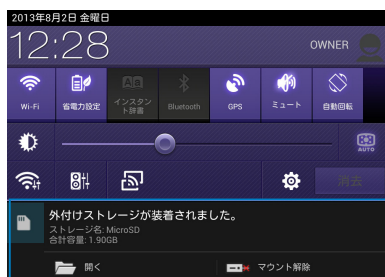 2013年8月2日 金曜日
12:28
OWNER
Wi-Fi
省電力設定
インスタン
ト辞書
Bluetooth
GPS
ミュート
自動回転
AUTO
消去
外付けストレージが装着されました。
ストレージ名: MicroSD
合計容量: 1.90GB
開く
マウント解除